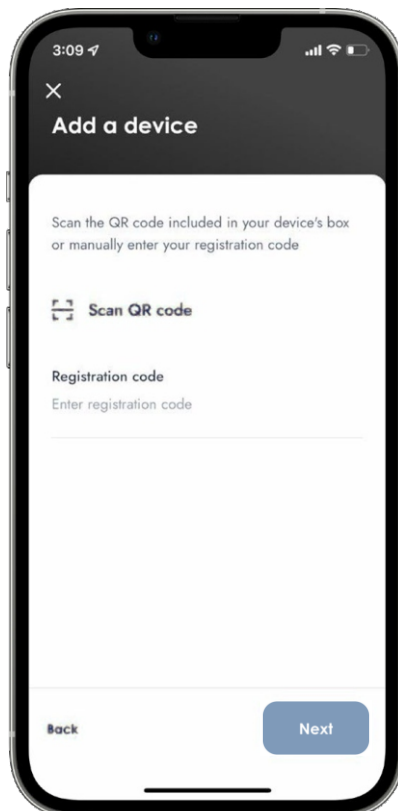 3:09
Add a device
Scan the QR code included in your device's box
or manually enter your registration code
Scan QR code
Registration code
Enter registration code
Back
Next